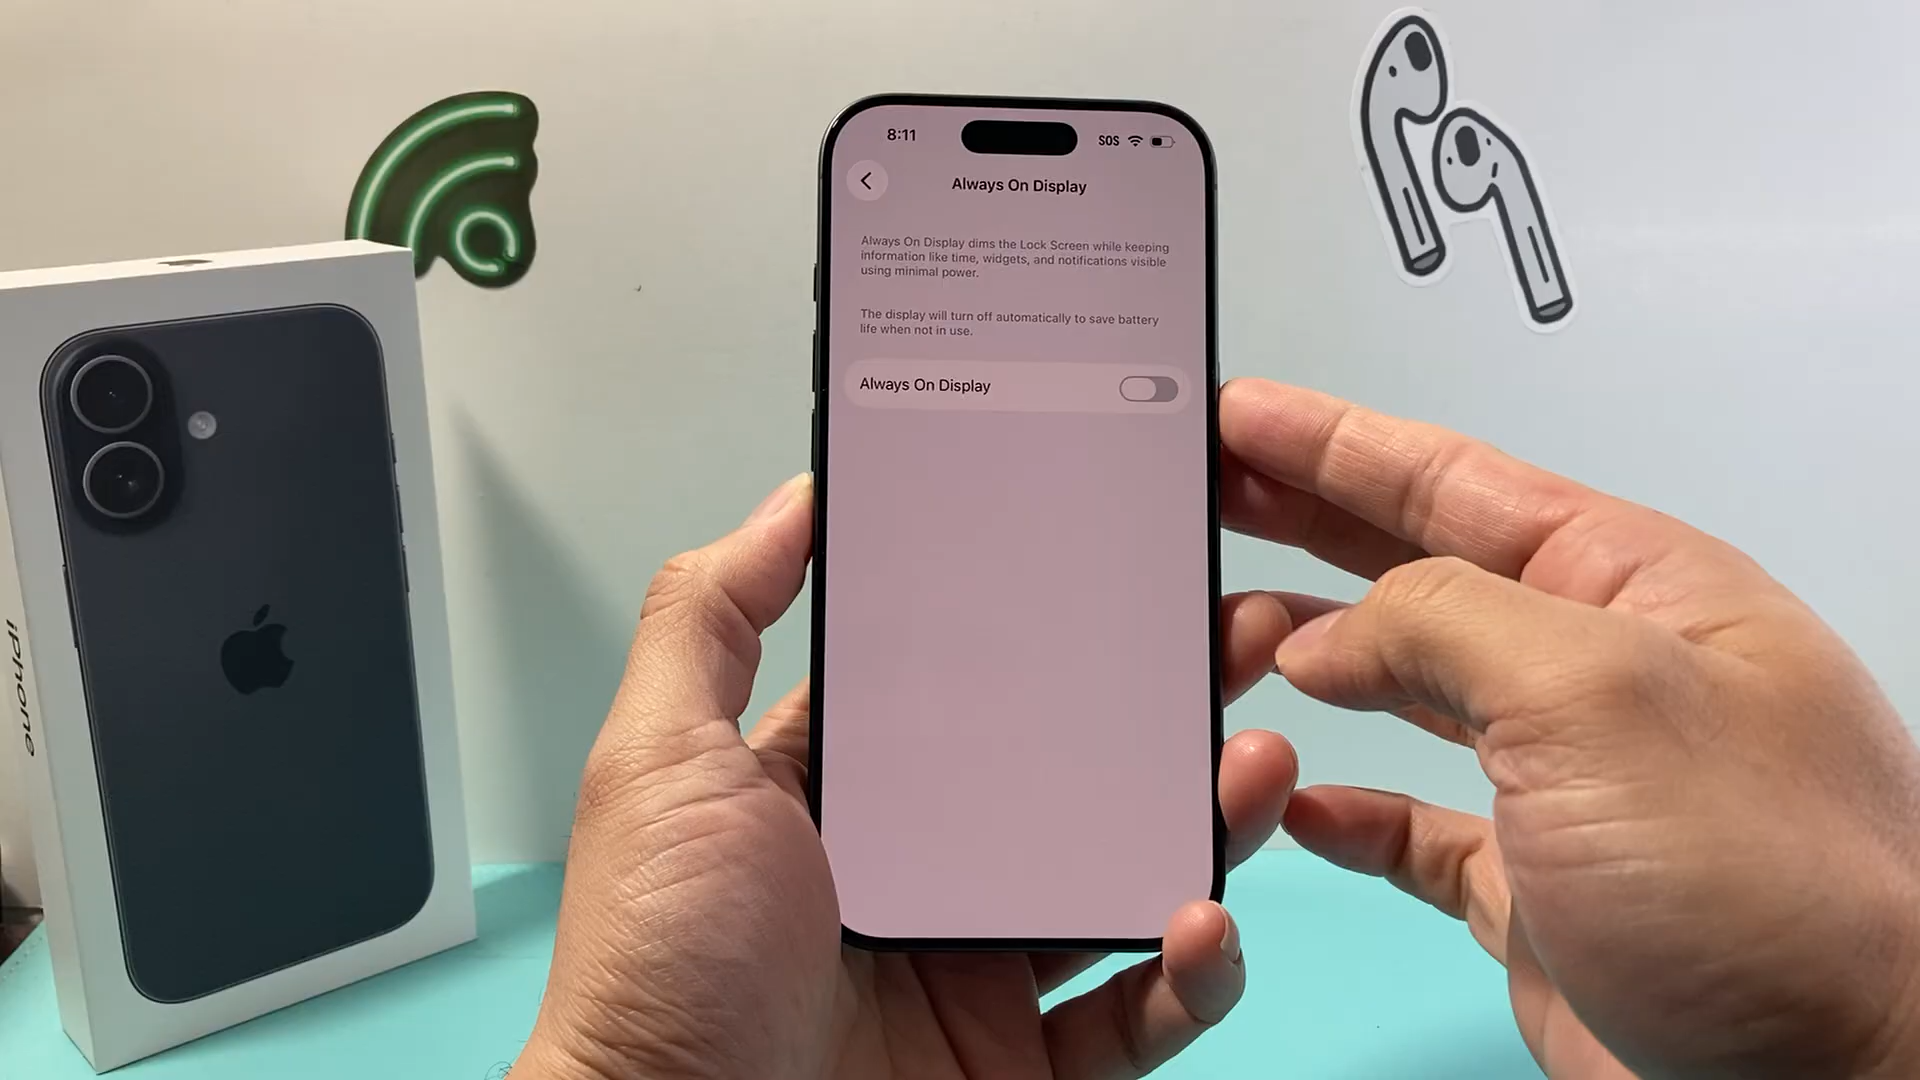 8:11
SOS
Always On Display
Always On Display dims the Lock Screen while keeping
information like time, widgets, and notifications visible
using minimal power.
The display will turn off automatically to save battery
life when not in use.
Always On Display
iPhone